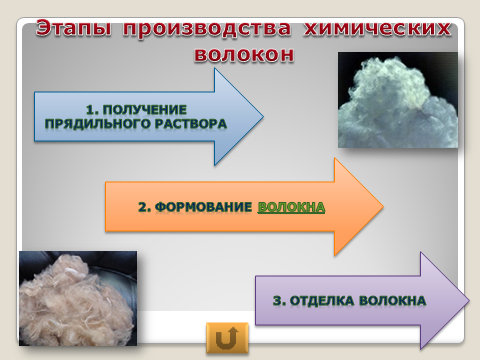 Этапы производства химических
волокон
1. ПОЛУЧЕНИЕ
ПРЯДИЛЬНОГО РАСТВОРА
2. ФОРМОВАНИЕ ВОЛОКНА
3. ОТДЕЛКА ВОЛОКНА